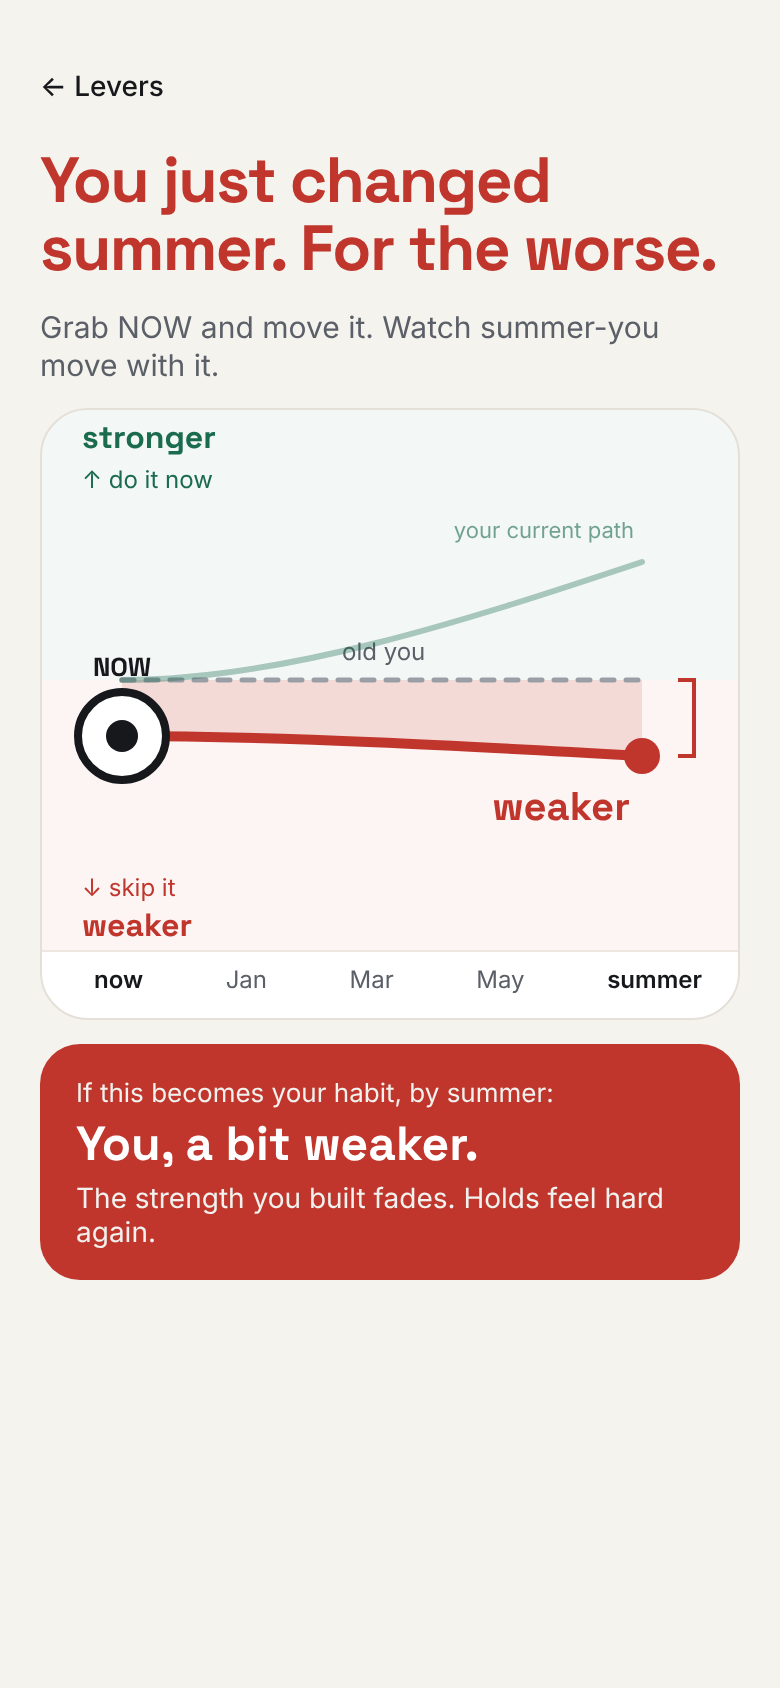 ← Levers
You just changed
summer. For the worse.
Grab NOW and move it. Watch summer-you
move with it.
stronger
↑ do it now
your current path
old you
NOW
weaker
↓ skip it
weaker
now Jan Mar May summer
If this becomes your habit, by summer:
You, a bit weaker.
The strength you built fades. Holds feel hard
again.